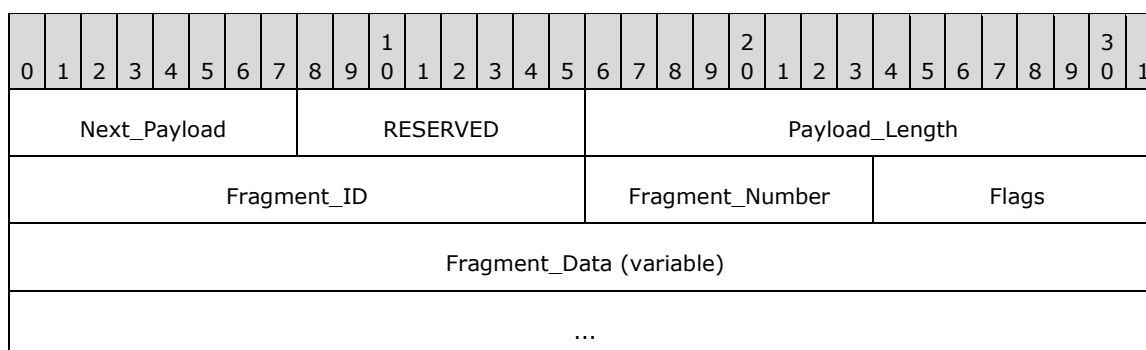 1 2 3
0 1 2 3 4 5 6 7 8 9 0 1 2 3 4 5 6 7 8 9 0 1 2 3 4 5 6 7 8 9 0 1
Next_Payload RESERVED Payload_Length
Fragment_ID Fragment_Number Flags
Fragment_Data (variable)
...